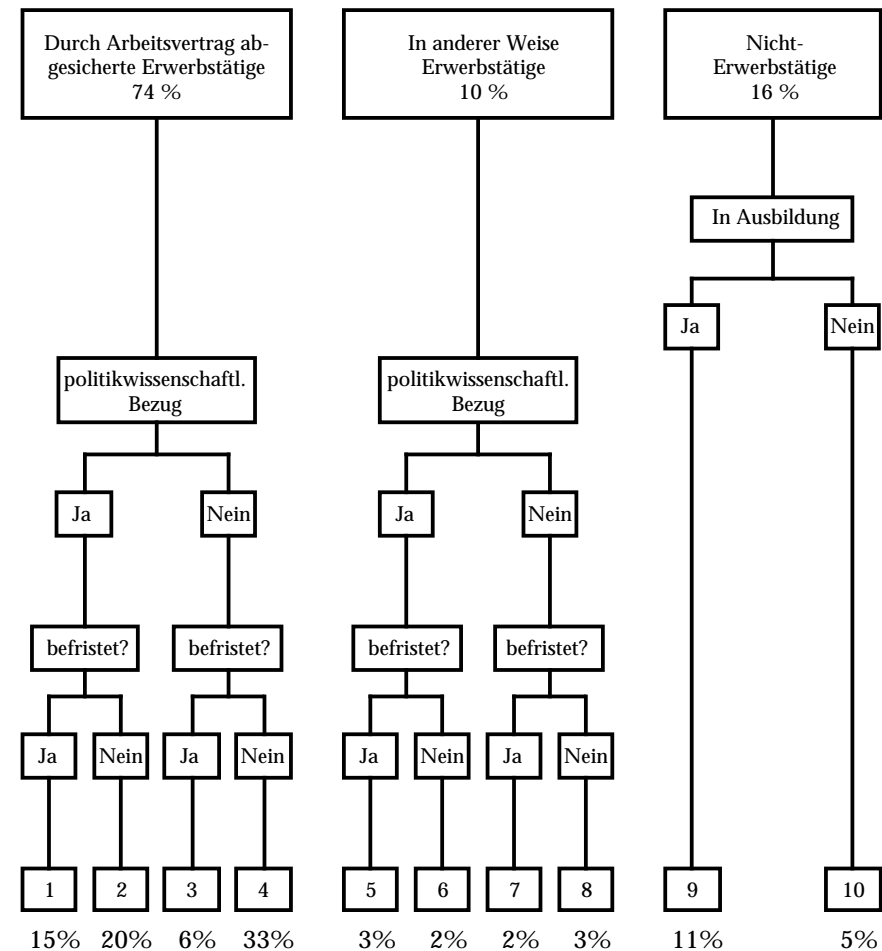 Durch Arbeitsvertrag ab-
gesicherte Erwerbstätige
74 %
In anderer Weise
Erwerbstätige
10 %
Nicht-
Erwerbstätige
16 %
In Ausbildung
Ja Nein
politikwissenschaftl.
Bezug
politikwissenschaftl.
Bezug
Ja Nein Ja Nein
befristet? befristet? befristet? befristet?
Ja Nein Ja Nein Ja Nein Ja Nein
1 2 3 4 5 6 7 8 9 10
15% 20% 6% 33% 3% 2% 2% 3% 11% 5%